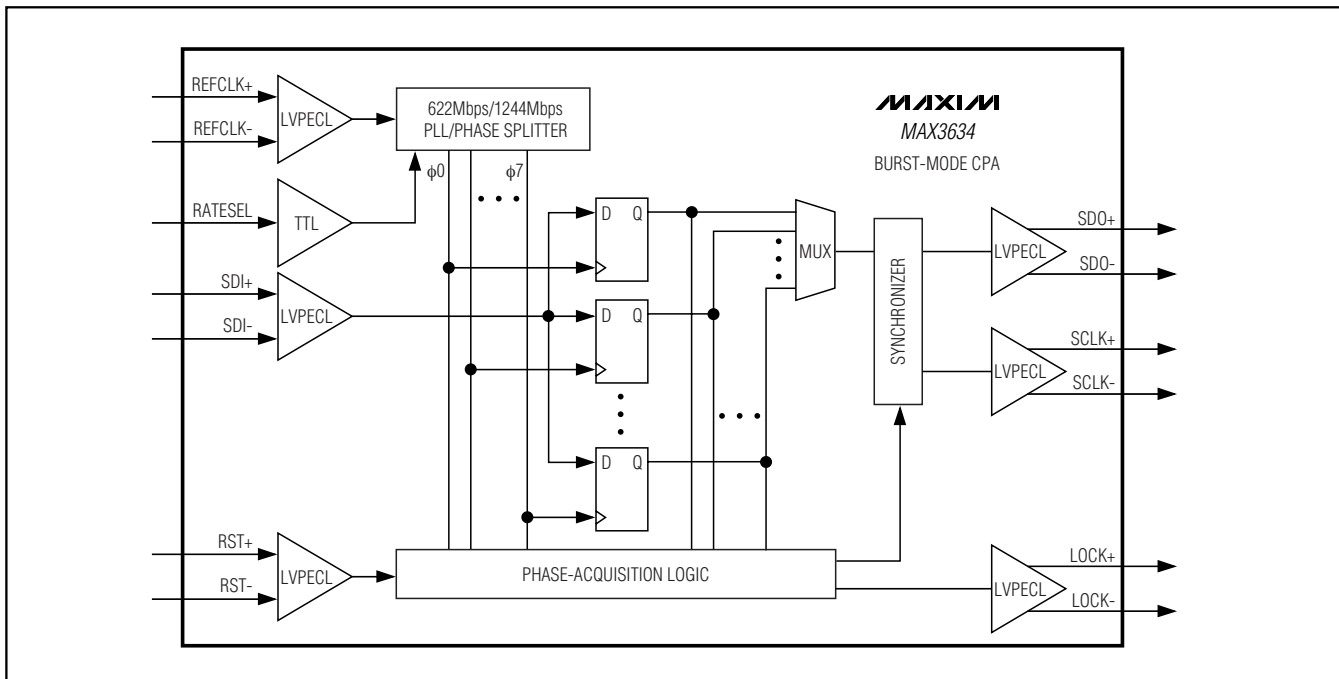 REFCLK+
REFCLK-
LVPECL
622Mbps/1244Mbps
PLL/PHASE SPLITTER
MAXIM
MAX3634
BURST-MODE CPA
RATESEL
TTL
ϕ0
ϕ7
SDI+
SDI-
LVPECL
D Q
D Q
D Q
MUX
SYNCHRONIZER
LVPECL
SDO+
SDO-
LVPECL
SCLK+
SCLK-
RST+
RST-
LVPECL
PHASE-ACQUISITION LOGIC
LVPECL
LOCK+
LOCK-